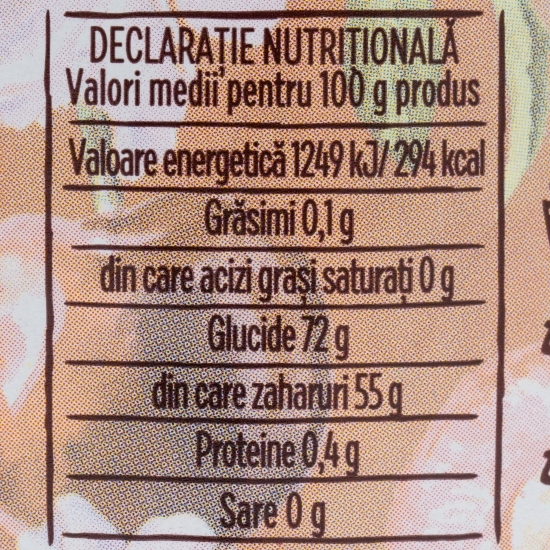 DECLARAȚIE NUTRIȚIONALĂ
Valori medii pentru 100 g produs
Valoare energetică 1249 kJ/ 294 kcal
Grăsimi 0,1 g
din care acizi grași saturați 0 g
Glucide 72 g
din care zaharuri 55 g
Proteine 0,4 g
Sare 0 g